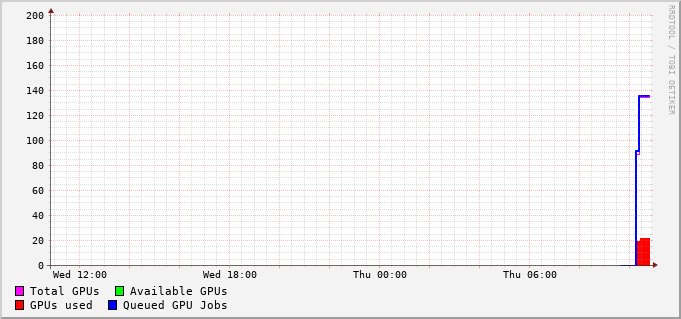 200
180
160
140
120
100
80
60
40
20
0
Wed 12:00 Wed 18:00 Thu 00:00 Thu 06:00
Total GPUs Available GPUs
GPUs used Queued GPU Jobs
RRDTOOL / TOBI OETIKER